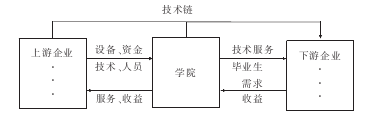 技术链
上游企业
设备、资金
技术、人员
服务、收益
学院
技术服务
毕业生
需求
收益
下游企业